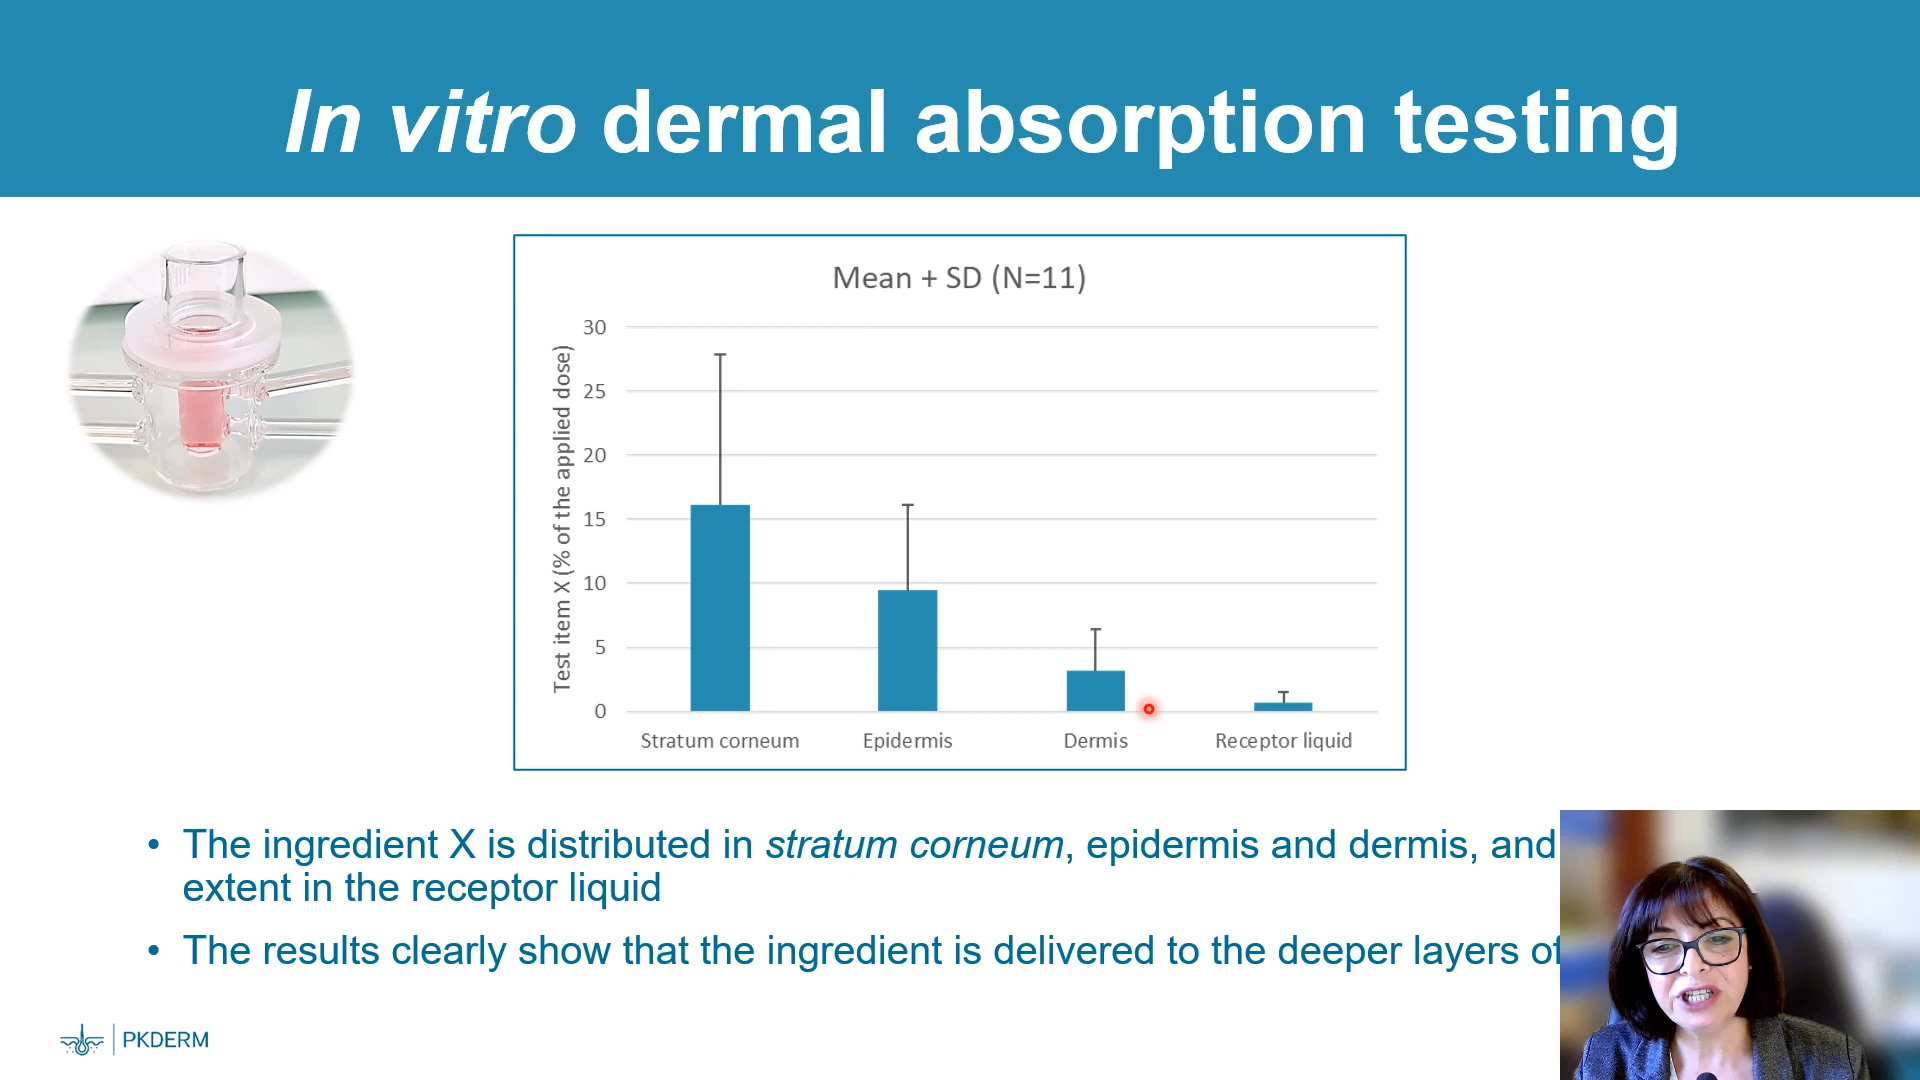 In vitro dermal absorption testing
Mean + SD (N=11)
Test item X (% of the applied dose)
30
25
20
15
10
5
0
Stratum corneum
Epidermis
Dermis
Receptor liquid
• The ingredient X is distributed in stratum corneum, epidermis and dermis, and
extent in the receptor liquid
• The results clearly show that the ingredient is delivered to the deeper layers of
PKDERM